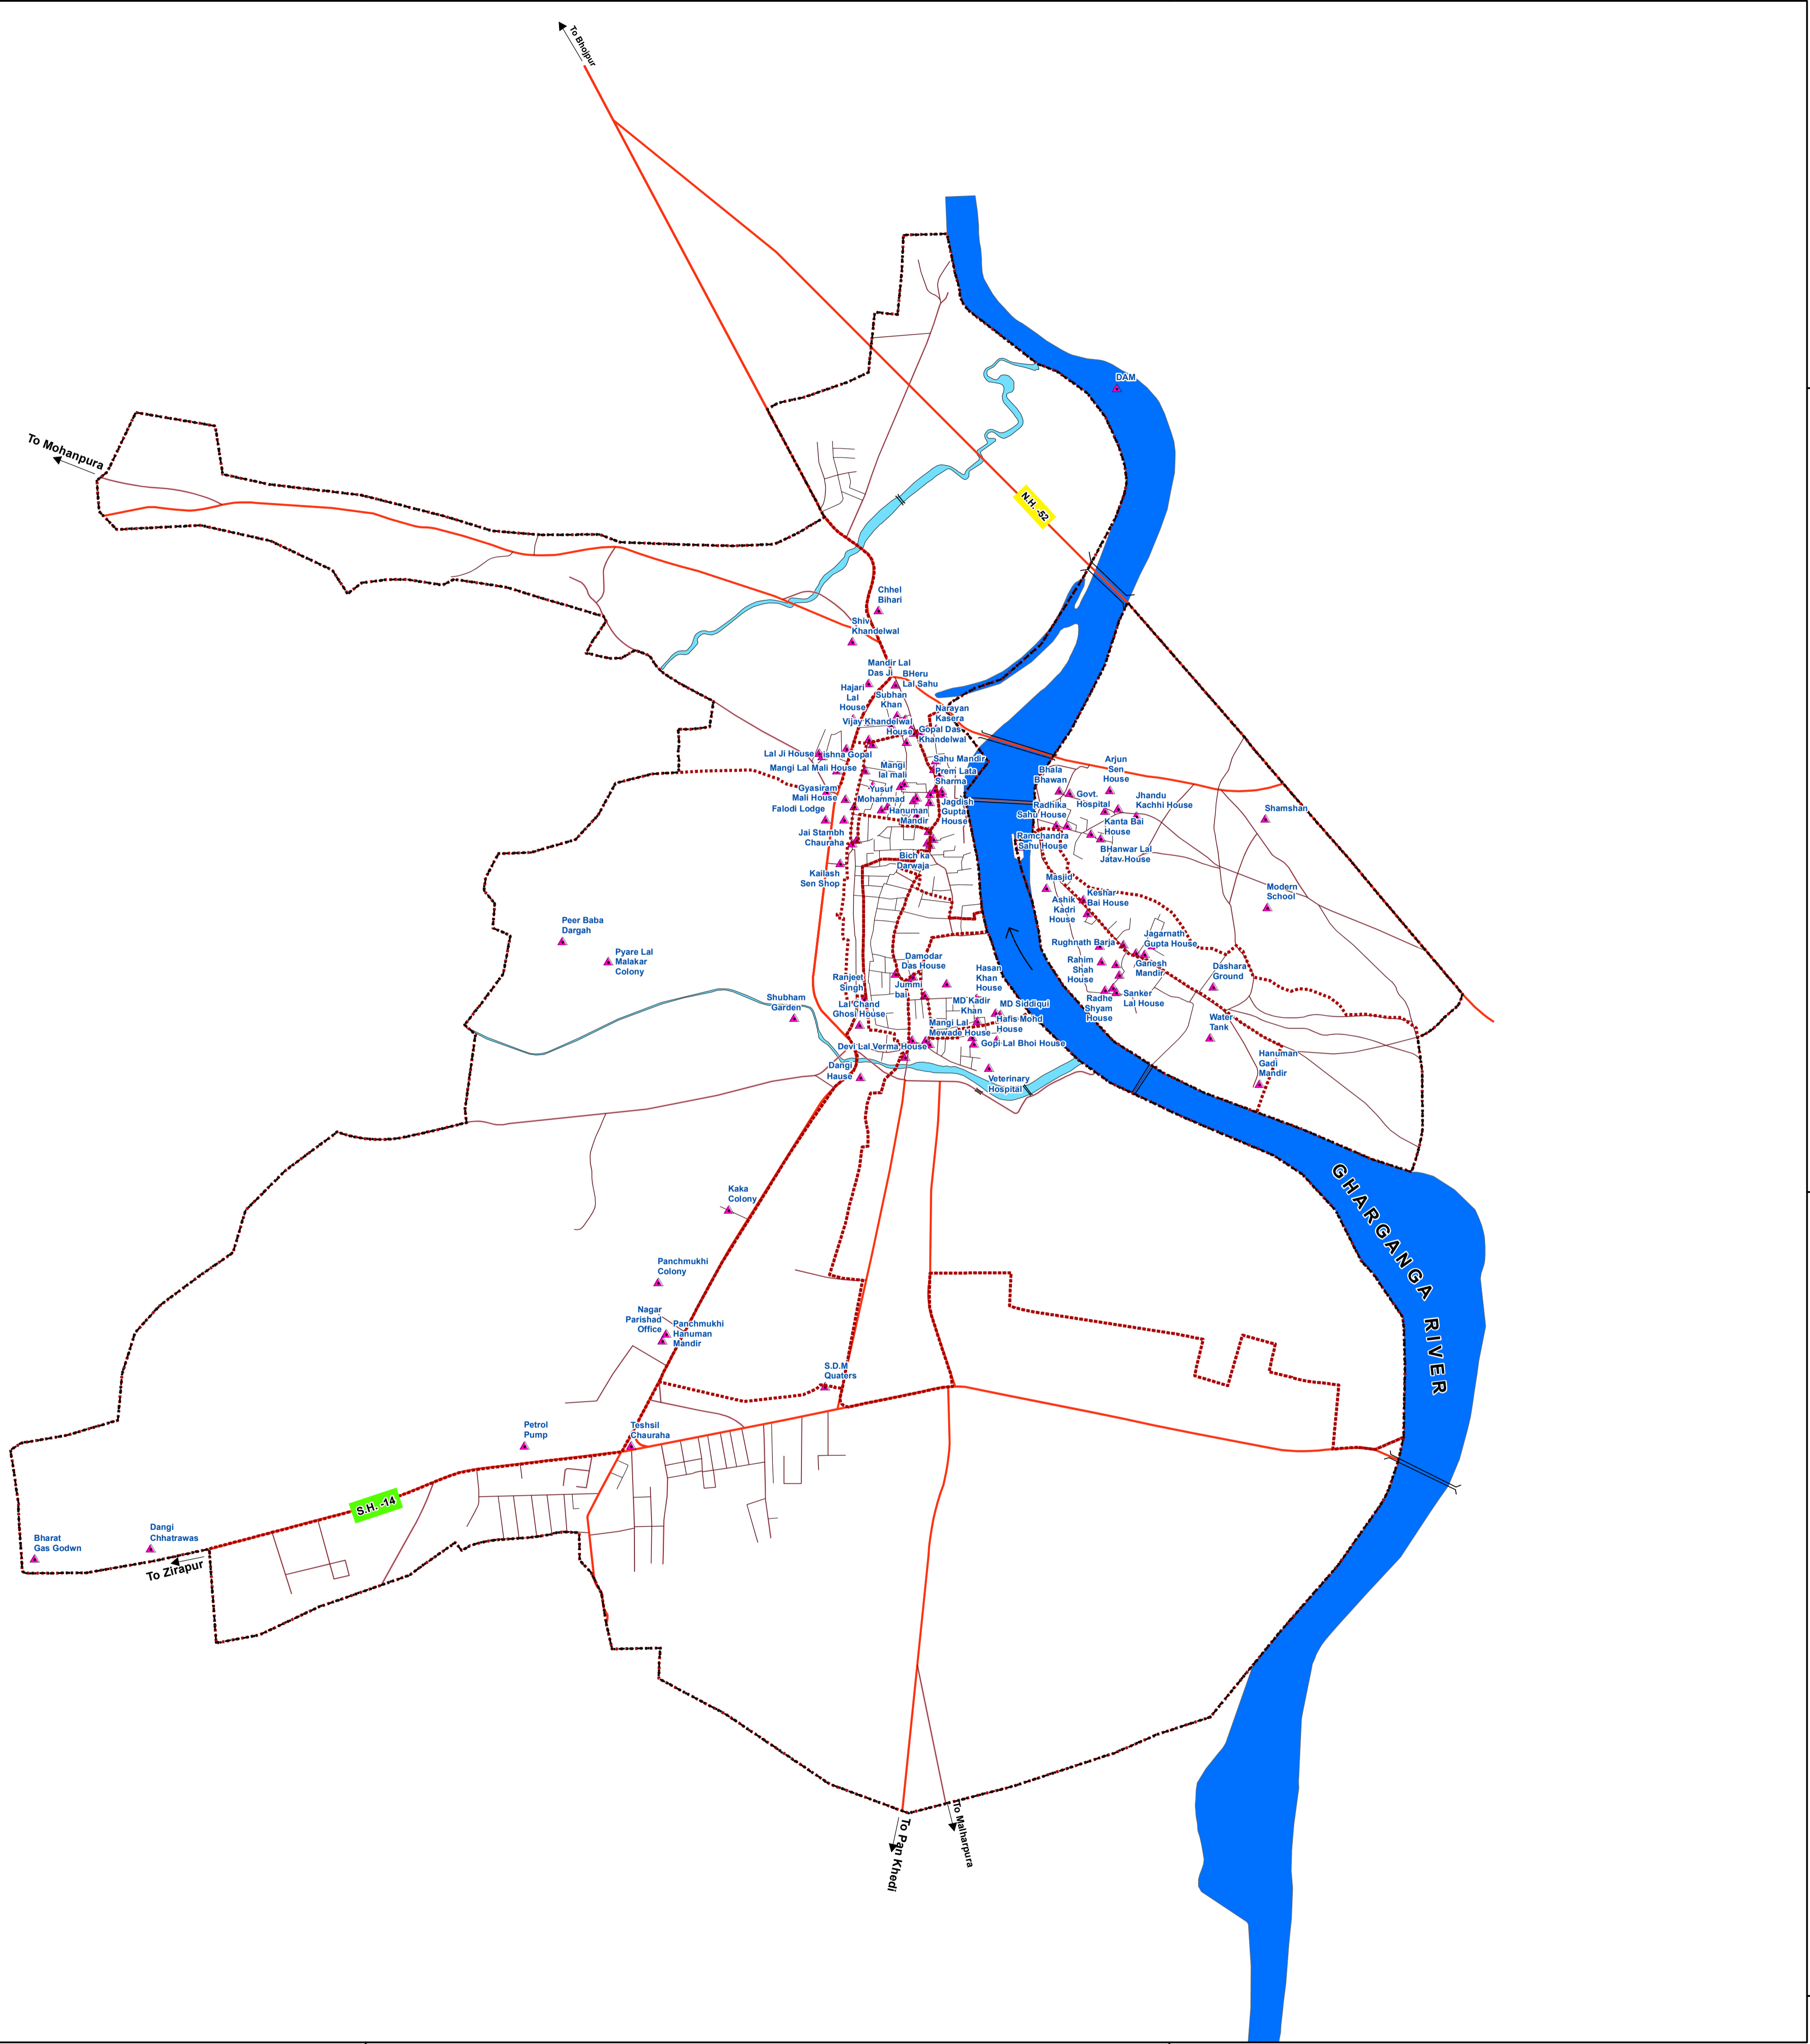 To Bhojpur
DAM
To Mohanpura
N.H. -52
Chhel
Bihari
Shiv
Khandelwal
Mandir Lal
Das Ji
BHeru
Lal Sahu
Hajari
Lal
House
Subhan
Khan
Narayan
Kasera
Vijay Khandelwal
House
Gopal Das
Khandelwal
Lal Ji House
Krishna Gopal
Sahu Mandir
Mangi Lal Mali House
Mangi
lal mali
Prem Lata
Sharma
Bhala
Bhawan
Arjun
Sen
House
Gyasiram
Mali House
Yusuf
Mohammad
Govt.
Hospital
Jhandu
Kachhi House
Falodi Lodge
Hanuman
Mandir
Jagdish
Gupta
House
Radhika
Sahu House
Shamshan
Kanta Bai
House
Jai Stambh
Chauraha
Ramchandra
Sahu House
BHanwar Lal
Jatav House
Bich ka
Darwaja
Kailash
Sen Shop
Masjid
Keshar
Bai House
Modern
School
Ashik
Kadri
House
Peer Baba
Dargah
Jagarnath
Gupta House
Rughnath Barja
Pyare Lal
Malakar
Colony
Damodar
Das House
Rahim
Shah
House
Ganesh
Mandir
Dashara
Ground
Hasan
Khan
House
Ranjeet
Singh
Jummi
bai
Shubham
Garden
Lal Chand
Ghosi House
MD Kadir
Khan
MD Siddiqui
Radhe
Shyam
House
Sanker
Lal House
Hafis Mohd
House
Mangi Lal
Mewade House
Water
Tank
Devi Lal Verma House
Gopi Lal Bhoi House
Dangi
Hause
Hanuman
Gadi
Mandir
Veterinary
Hospital
GHARGANGA RIVER
Kaka
Colony
Panchmukhi
Colony
Nagar
Parishad
Office
Panchmukhi
Hanuman
Mandir
S.D.M
Quaters
Petrol
Pump
Teshsil
Chauraha
S.H. -14
Dangi
Chhatrawas
Bharat
Gas Godwn
To Zirapur
To Pan Khedi
To Malharpura